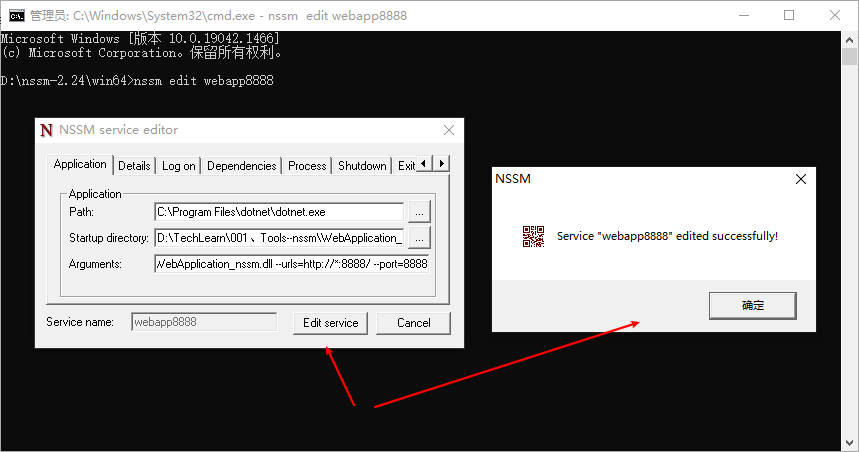 管理员: C:\Windows\System32\cmd.exe - nssm  edit webapp8888
Microsoft Windows [版本 10.0.19042.1466]
(c) Microsoft Corporation。保留所有权利。
D:\nssm-2.24\win64>nssm edit webapp8888
NSSM service editor
Application Details Log on Dependencies Process Shutdown Exit
Application
Path: C:\Program Files\dotnet\dotnet.exe ...
Startup directory: D:\TechLearn\001、Tools--nssm\WebApplication_ ...
Arguments: WebApplication_nssm.dll --urls=http://*:8888/ --port=8888
Service name: webapp8888 Edit service Cancel
NSSM
Service "webapp8888" edited successfully!
确定